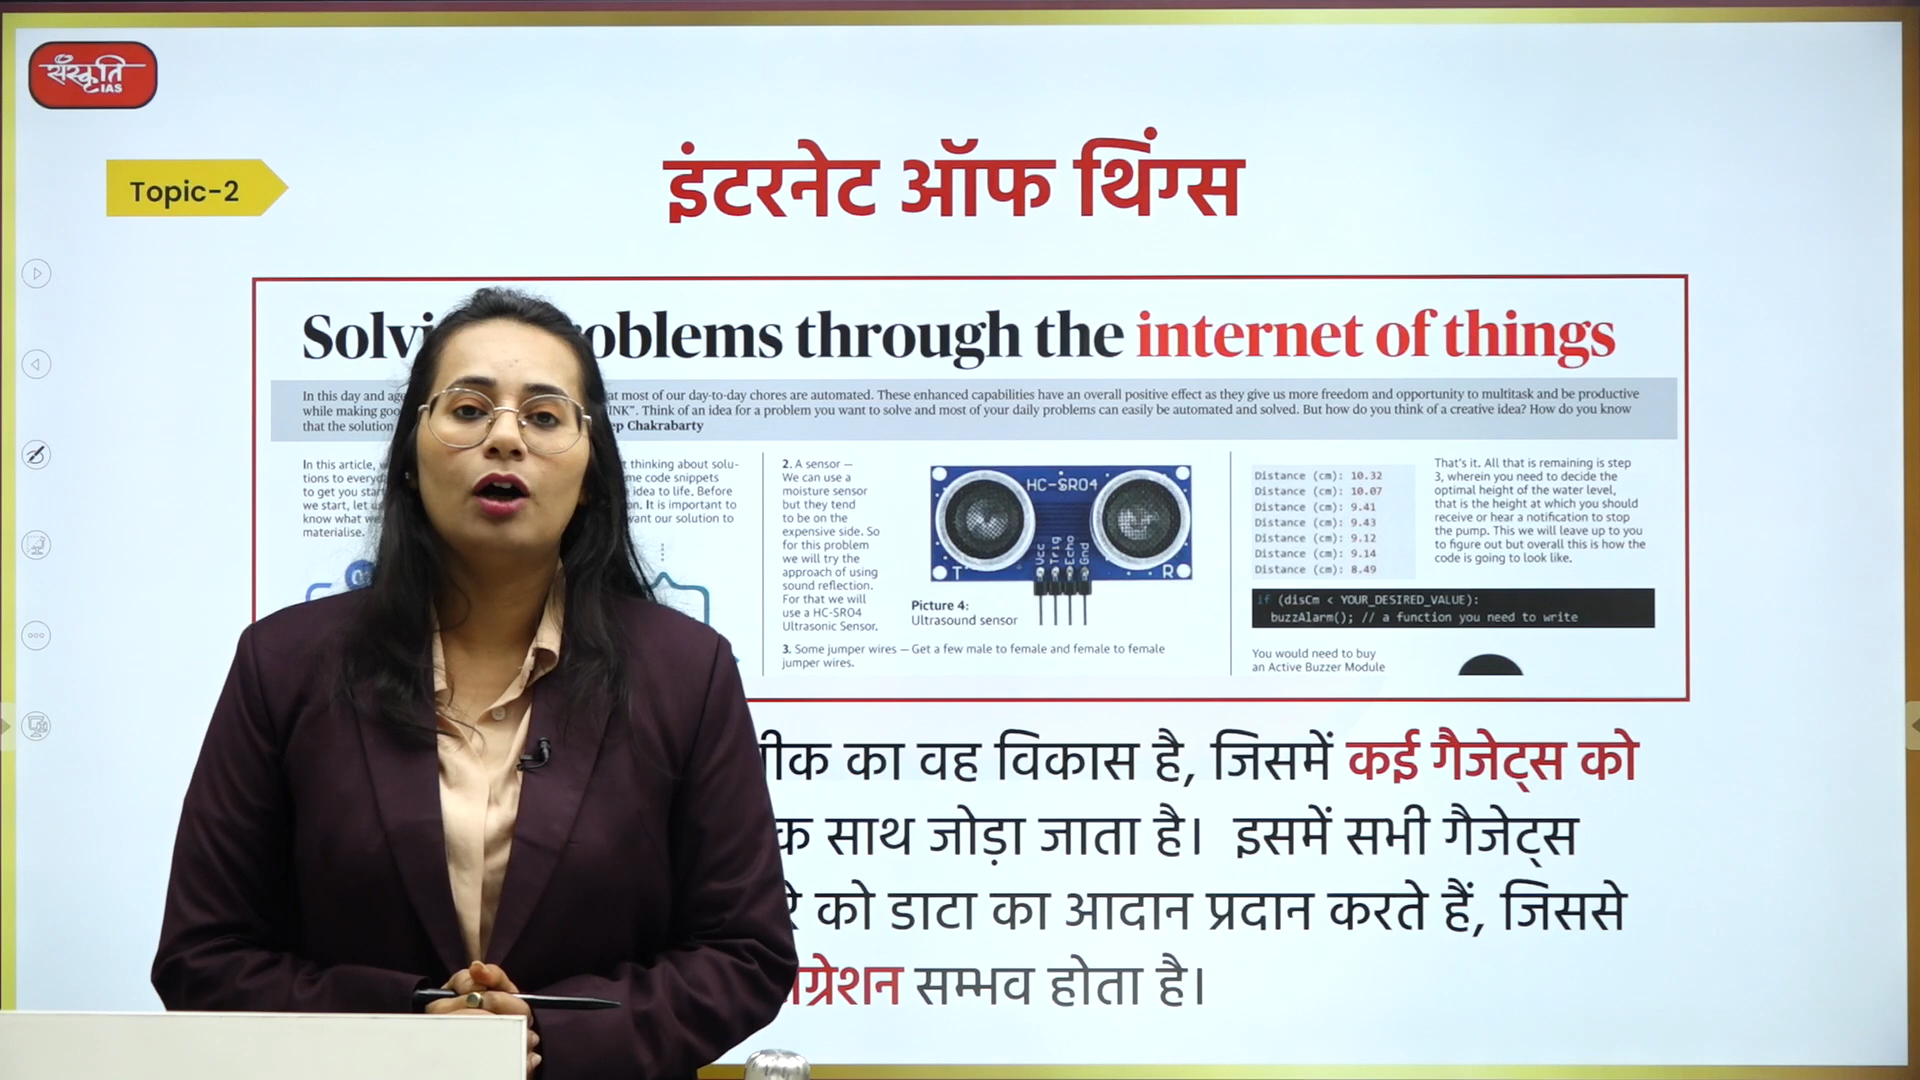 संस्कृति
IAS
Topic-2
इंटरनेट ऑफ थिंग्स
oblems through the internet of things
In this day and age
at most of our day-to-day chores are automated. These enhanced capabilities have an overall positive effect as they give us more freedom and opportunity to multitask and be productive
while making
INK”. Think of an idea for a problem you want to solve and most of your daily problems can easily be automated and solved. But how do you think of a creative idea? How do you know
that the solution
Chakrabarty
In this article,
to get you
we start, let
know what
materialise.
thinking about solu-
code snippets
idea to life. Before
on. It is important to
want our solution to
2. A sensor —
We can use a
moisture sensor
but they tend
to be on the
expensive side. So
for this problem
we will try the
approach of using
sound reflection.
For that we will
use a HC-SR04
Ultrasonic Sensor.
HC-SR04
Vcc
Trig
Echo
Gnd
T
R
Picture 4:
Ultrasound sensor
3. Some jumper wires — Get a few male to female and female to female
jumper wires.
Distance (cm): 10.32
Distance (cm): 10.07
Distance (cm): 9.41
Distance (cm): 9.43
Distance (cm): 9.12
Distance (cm): 9.14
Distance (cm): 8.49
That's it. All that is remaining is step
3, wherein you need to decide the
optimal height of the water level,
that is the height at which you should
receive or hear a notification to stop
the pump. This we will leave up to you
to figure out but overall this is how the
code is going to look like.
if (disCm < YOUR_DESIRED_VALUE):
buzzAlarm(); // a function you need to write
You would need to buy
an Active Buzzer Module
का वह विकास है, जिसमें कई गैजेट्स को
साथ जोड़ा जाता है। इसमें सभी गैजेट्स
को डाटा का आदान प्रदान करते हैं, जिससे
सम्भव होता है।